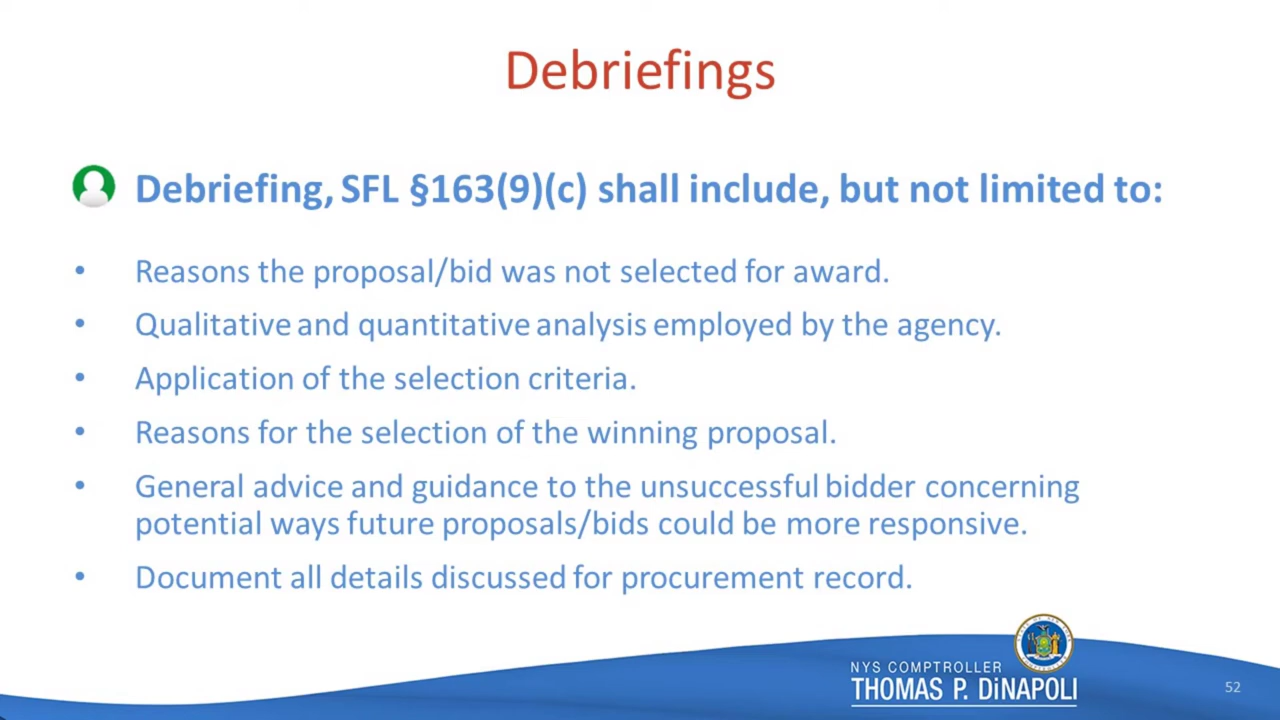 Debriefings
Debriefing, SFL §163(9)(c) shall include, but not limited to:
• Reasons the proposal/bid was not selected for award.
• Qualitative and quantitative analysis employed by the agency.
• Application of the selection criteria.
• Reasons for the selection of the winning proposal.
• General advice and guidance to the unsuccessful bidder concerning
potential ways future proposals/bids could be more responsive.
• Document all details discussed for procurement record.
NYS COMPTROLLER
THOMAS P. DiNAPOLI
52